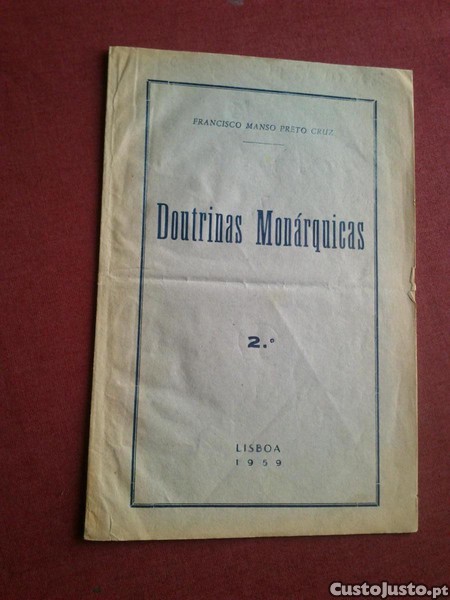 FRANCISCO MANSO PRETO CRUZ
Doutrinas Monárquicas
2.º
LISBOA
1959
CustoJusto.pt